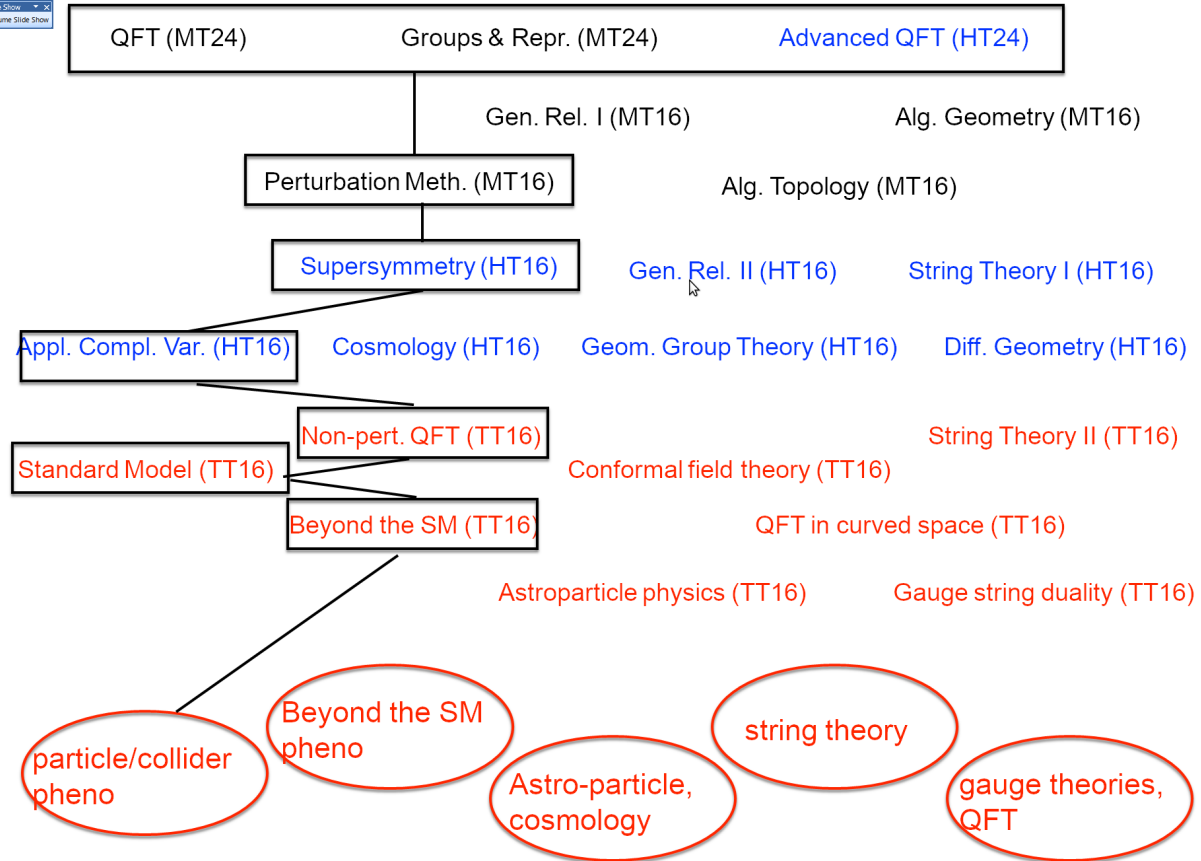 e Show
ume Slide Show
QFT (MT24) Groups & Repr. (MT24) Advanced QFT (HT24)
Gen. Rel. I (MT16) Alg. Geometry (MT16)
Perturbation Meth. (MT16) Alg. Topology (MT16)
Supersymmetry (HT16) Gen. Rel. II (HT16) String Theory I (HT16)
Appl. Compl. Var. (HT16) Cosmology (HT16) Geom. Group Theory (HT16) Diff. Geometry (HT16)
Non-pert. QFT (TT16) String Theory II (TT16)
Standard Model (TT16) Conformal field theory (TT16)
Beyond the SM (TT16) QFT in curved space (TT16)
Astroparticle physics (TT16) Gauge string duality (TT16)
particle/collider
pheno
Beyond the SM
pheno
Astro-particle,
cosmology
string theory
gauge theories,
QFT